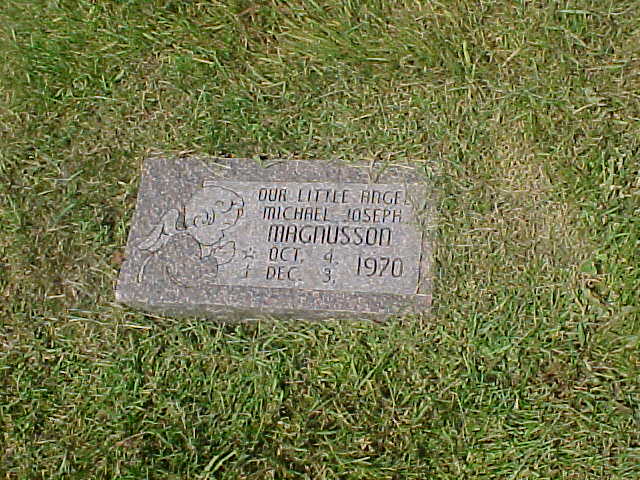 OUR LITTLE ANGEL
MICHAEL JOSEPH
MAGNUSSON
* OCT. 4,
† DEC. 3, 1970